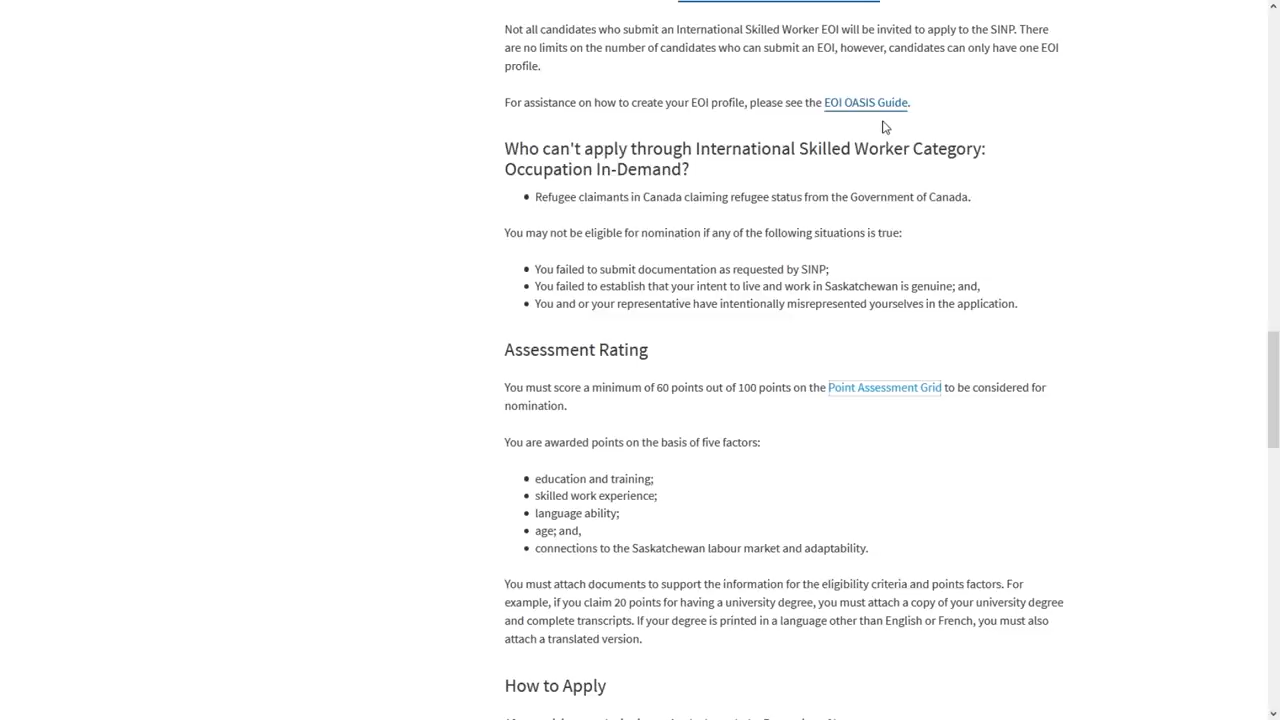 Not all candidates who submit an International Skilled Worker EOI will be invited to apply to the SINP. There
are no limits on the number of candidates who can submit an EOI, however, candidates can only have one EOI
profile.
For assistance on how to create your EOI profile, please see the EOI OASIS Guide.
Who can't apply through International Skilled Worker Category:
Occupation In-Demand?
• Refugee claimants in Canada claiming refugee status from the Government of Canada.
You may not be eligible for nomination if any of the following situations is true:
• You failed to submit documentation as requested by SINP;
• You failed to establish that your intent to live and work in Saskatchewan is genuine; and,
• You and or your representative have intentionally misrepresented yourselves in the application.
Assessment Rating
You must score a minimum of 60 points out of 100 points on the Point Assessment Grid to be considered for
nomination.
You are awarded points on the basis of five factors:
• education and training;
• skilled work experience;
• language ability;
• age; and,
• connections to the Saskatchewan labour market and adaptability.
You must attach documents to support the information for the eligibility criteria and points factors. For
example, if you claim 20 points for having a university degree, you must attach a copy of your university degree
and complete transcripts. If your degree is printed in a language other than English or French, you must also
attach a translated version.
How to Apply